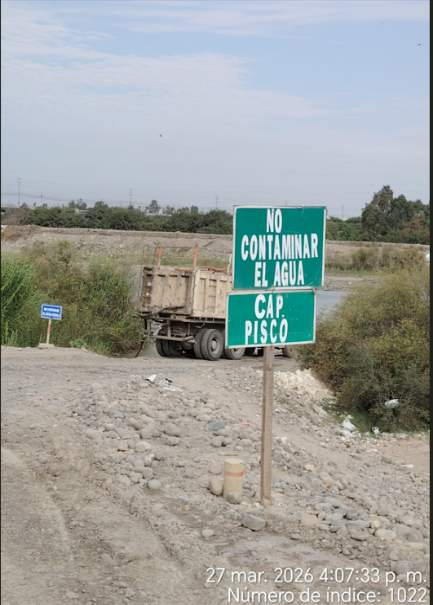 NO
CONTAMINAR
EL AGUA
CAP.
PISCO
27 mar. 2026 4:07:33 p. m.
Número de índice: 1022